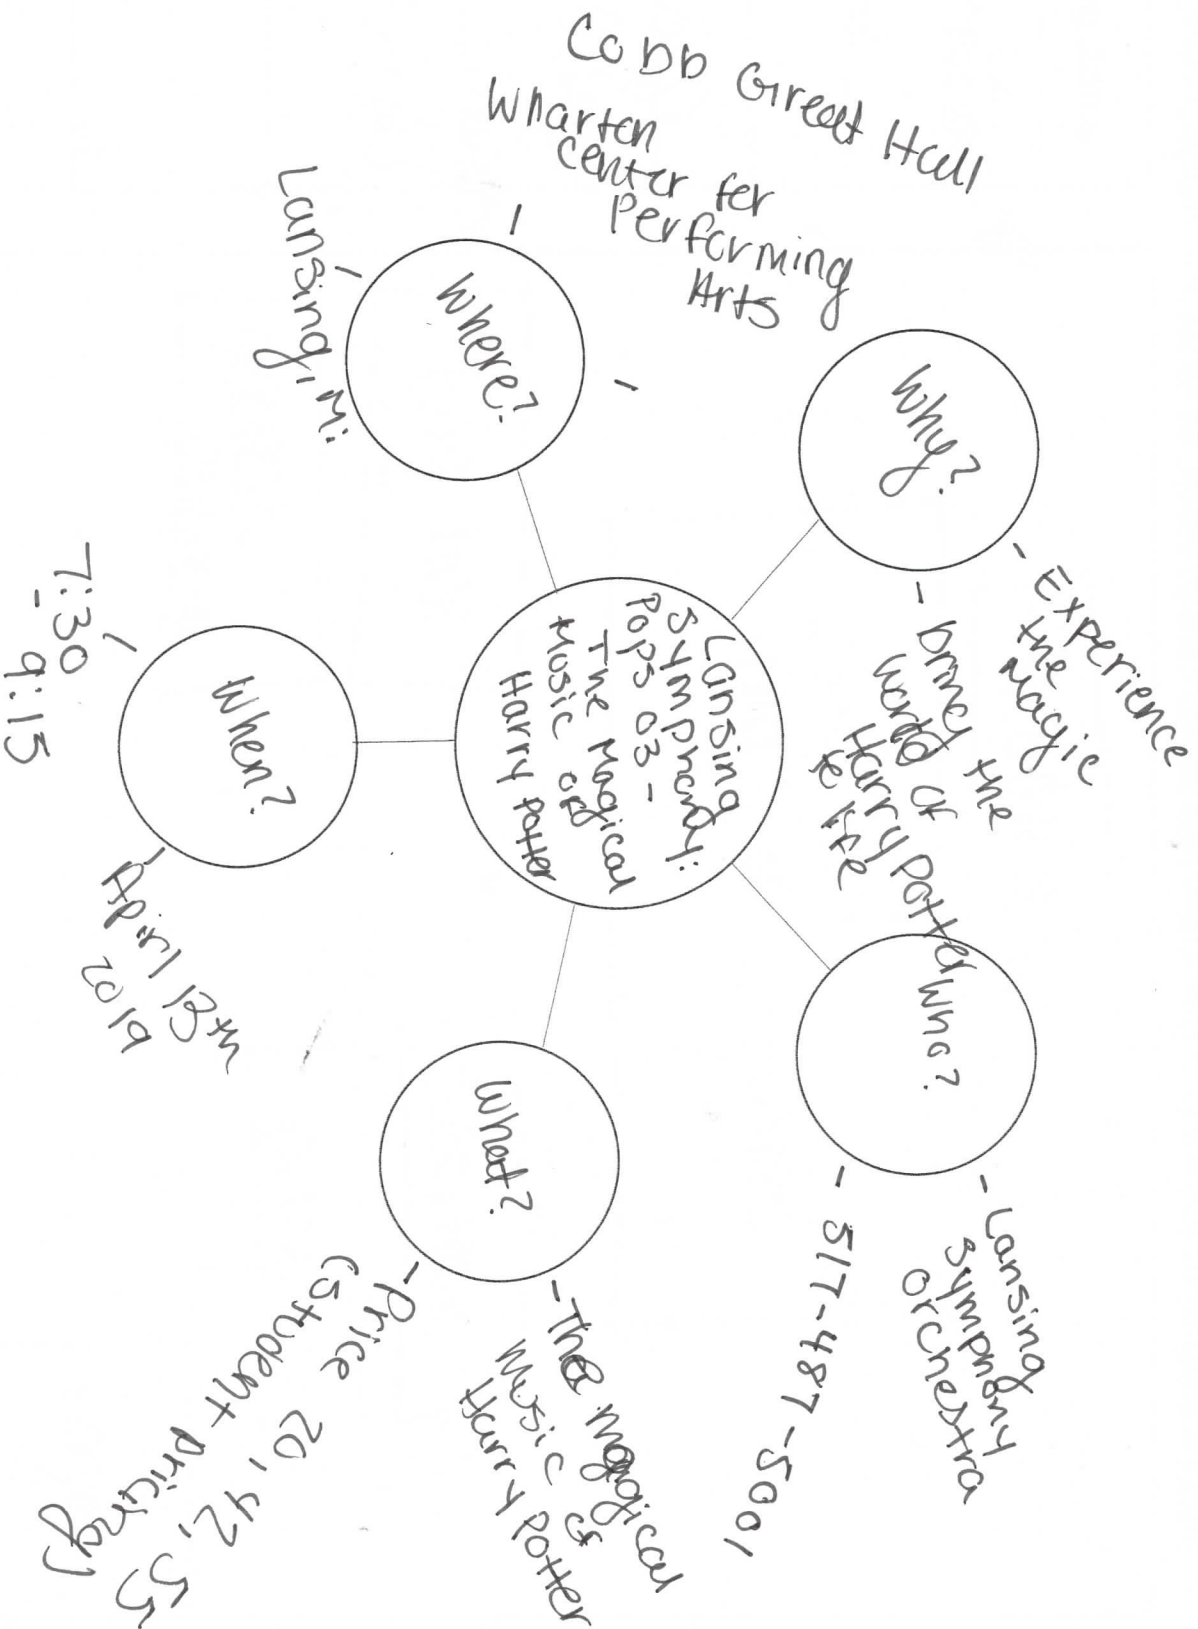 Lansing
Symphony:
Pops 03 -
The Magical
Music of
Harry Potter
Where?
- Lansing, Mi
- Cobb Great Hall
- Wharton
Center for
Performing
Arts
Why?
- Experience
the
Magic
- bring the
world of
Harry Potter
to life
Who?
- Lansing
Symphony
Orchestra
- 517-487-5001
What?
- The magical
Music of
Harry Potter
- Price 20, 42, 55
(student pricing)
When?
- Apirl 13th
2019
- 7:30
- 9:15